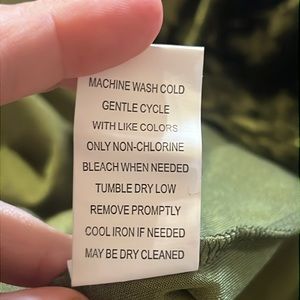 MACHINE WASH COLD
GENTLE CYCLE
WITH LIKE COLORS
ONLY NON-CHLORINE
BLEACH WHEN NEEDED
TUMBLE DRY LOW
REMOVE PROMPTLY
COOL IRON IF NEEDED
MAY BE DRY CLEANED